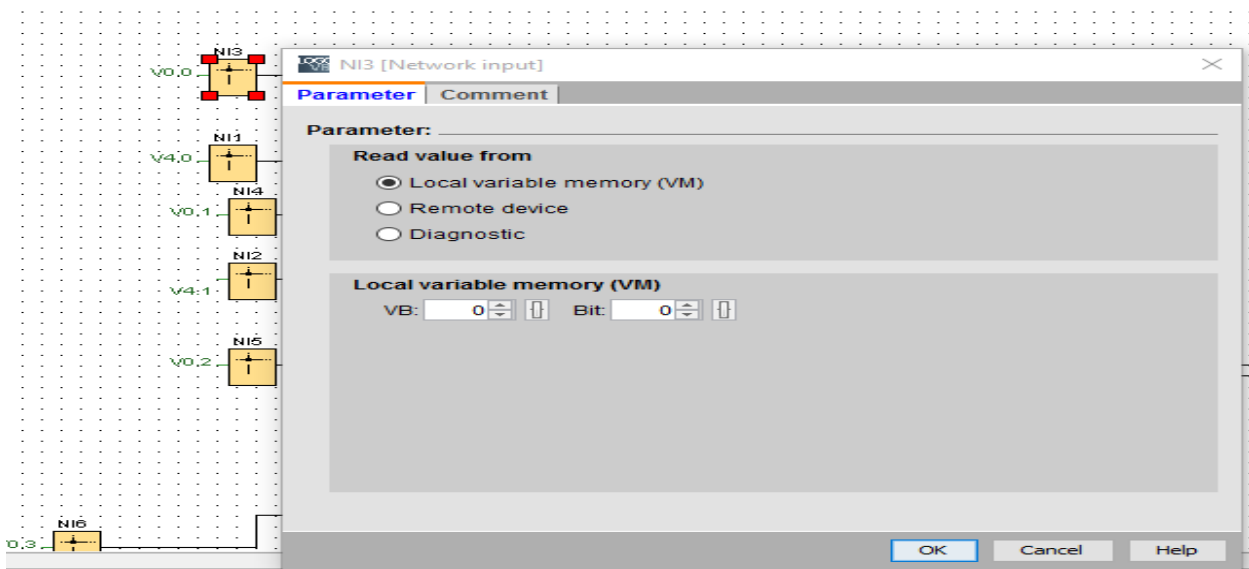 NI3
V0.0
NI1
V4.0
NI4
V0.1
NI2
V4.1
NI5
V0.2
NI6
0.3
NI3 [Network input]
Parameter Comment
Parameter:
Read value from
Local variable memory (VM)
Remote device
Diagnostic
Local variable memory (VM)
VB: 0 Bit: 0
OK Cancel Help